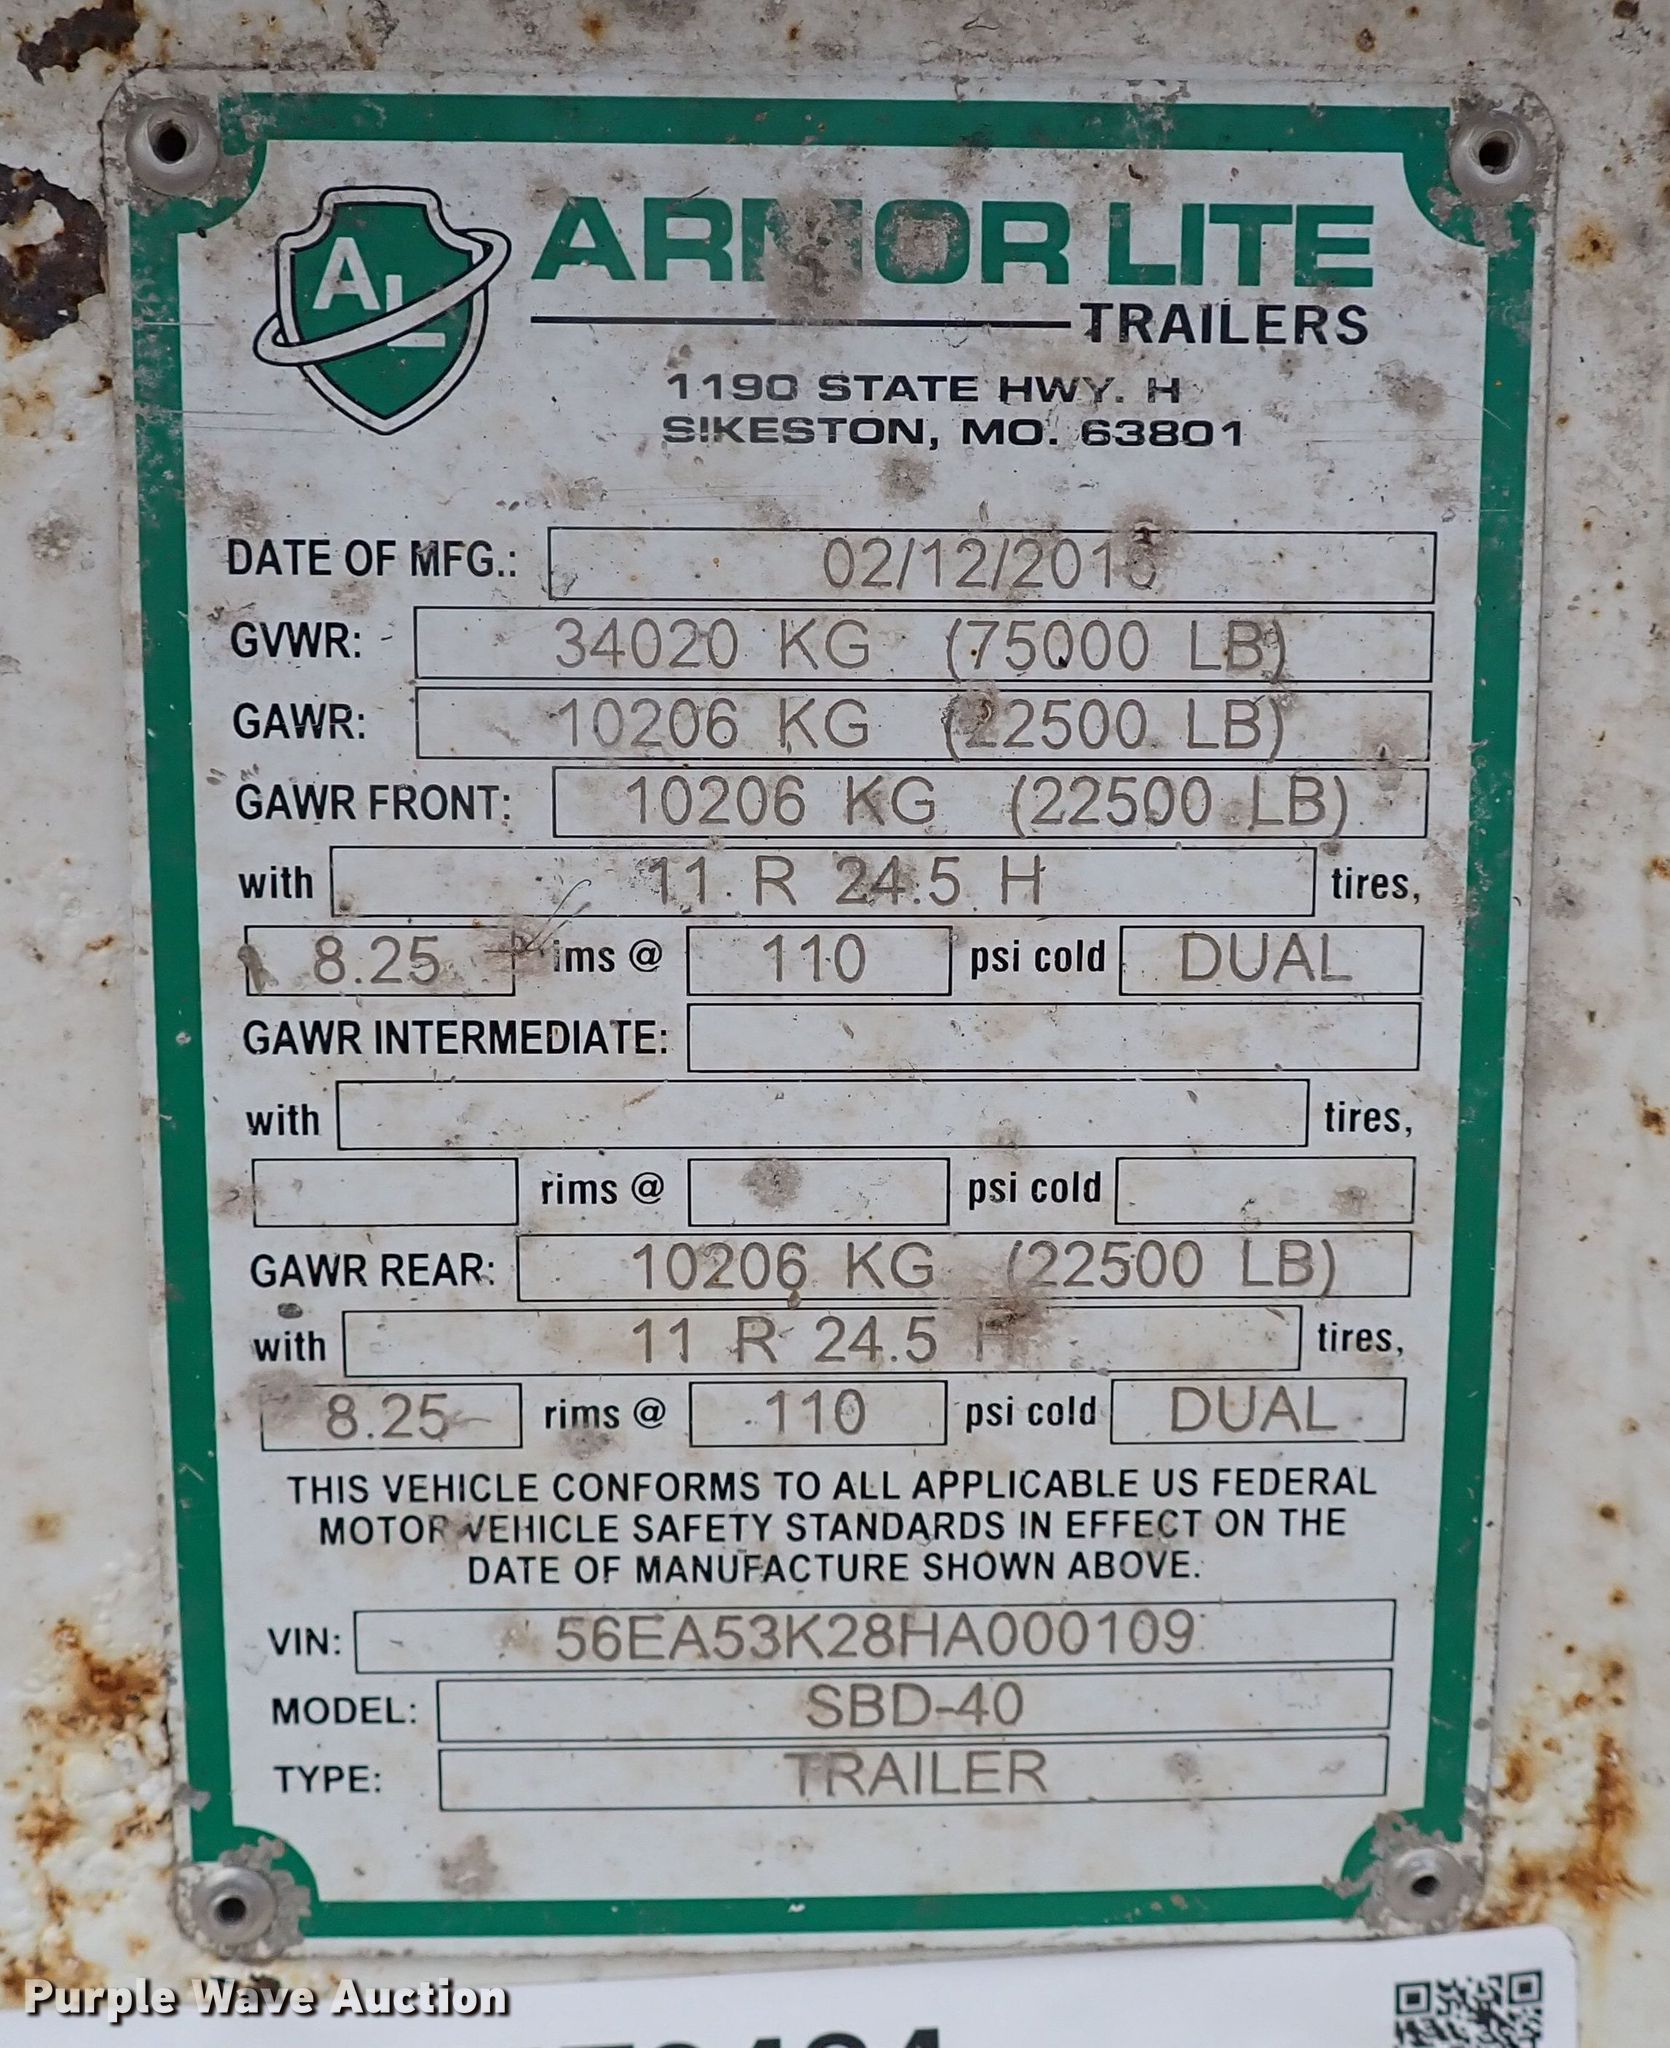 AL
ARMOR LITE
TRAILERS
1190 STATE HWY. H
SIKESTON, MO. 63801
DATE OF MFG.:
GVWR: 34020 KG (75000 LB)
GAWR: 10206 KG (22500 LB)
GAWR FRONT: 10206 KG (22500 LB)
with 11 R 24.5 H tires,
8.25 rims @ 110 psi cold DUAL
GAWR INTERMEDIATE:
with tires,
rims @ psi cold
GAWR REAR: 10206 KG (22500 LB)
with 11 R 24.5 H tires,
8.25 rims @ 110 psi cold DUAL
THIS VEHICLE CONFORMS TO ALL APPLICABLE US FEDERAL
MOTOR VEHICLE SAFETY STANDARDS IN EFFECT ON THE
DATE OF MANUFACTURE SHOWN ABOVE.
VIN: 56EA53K28HA000109
MODEL: SBD-40
TYPE: TRAILER
Purple Wave Auction